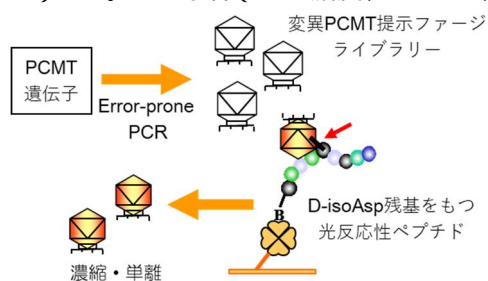 変異PCMT提示ファージ
ライブラリー
PCMT
遺伝子
Error-prone
PCR
D-isoAsp残基をもつ
光反応性ペプチド
B
濃縮・単離